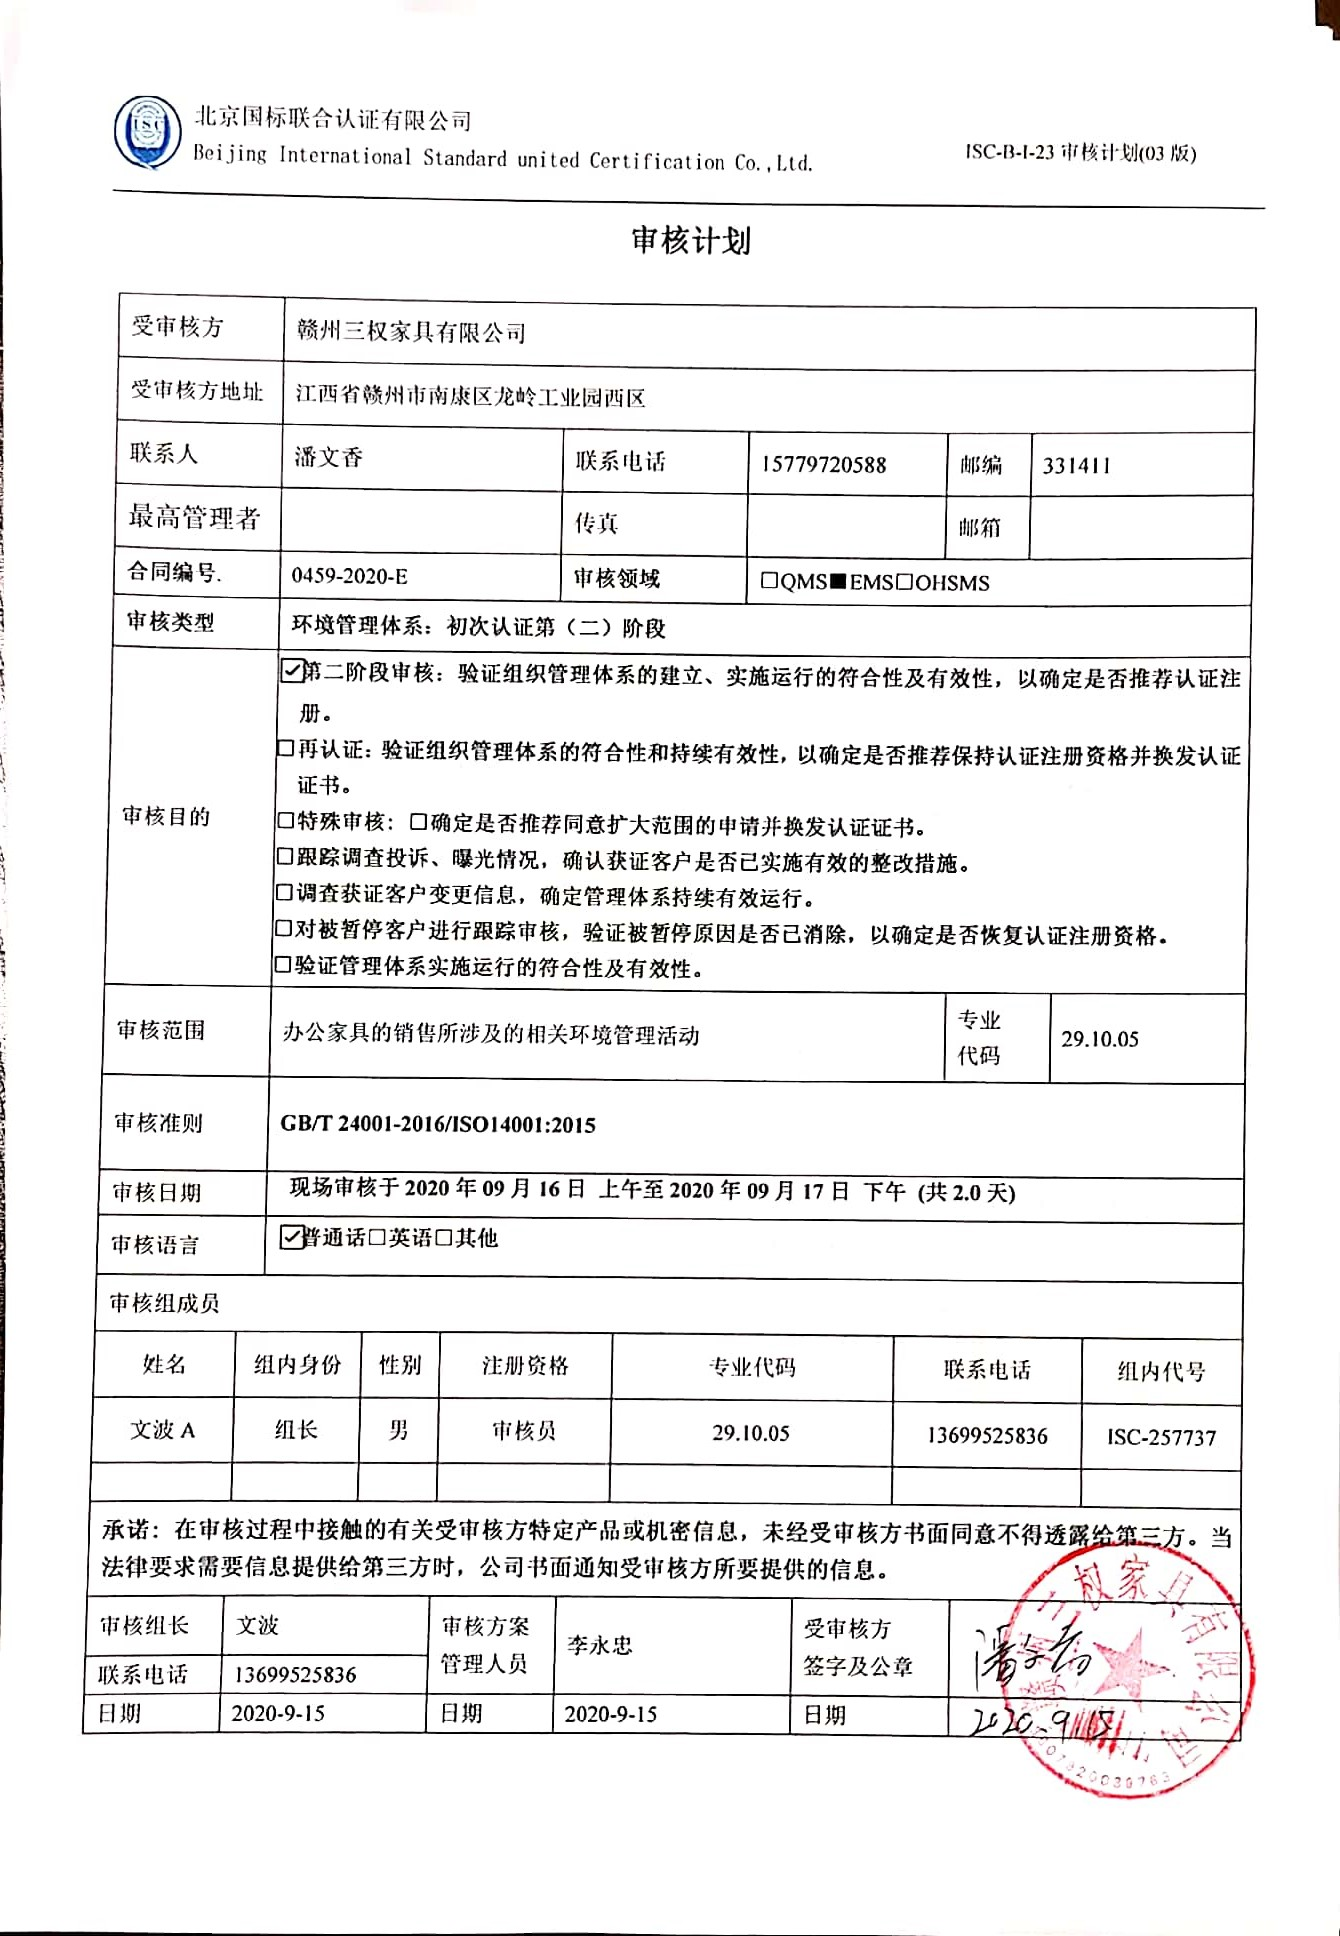 ISC
北京国标联合认证有限公司
Beijing International Standard united Certification Co.,Ltd.
ISC-B-I-23 审核计划(03 版)
审核计划
受审核方 赣州三权家具有限公司
受审核方地址 江西省赣州市南康区龙岭工业园西区
联系人 潘文香 联系电话 15779720588 邮编 331411
最高管理者 传真 邮箱
合同编号. 0459-2020-E 审核领域 □QMS■EMS□OHSMS
审核类型 环境管理体系：初次认证第（二）阶段
审核目的
☑第二阶段审核：验证组织管理体系的建立、实施运行的符合性及有效性，以确定是否推荐认证注
册。
□再认证：验证组织管理体系的符合性和持续有效性，以确定是否推荐保持认证注册资格并换发认证
证书。
□特殊审核：□确定是否推荐同意扩大范围的申请并换发认证证书。
□跟踪调查投诉、曝光情况，确认获证客户是否已实施有效的整改措施。
□调查获证客户变更信息，确定管理体系持续有效运行。
□对被暂停客户进行跟踪审核，验证被暂停原因是否已消除，以确定是否恢复认证注册资格。
□验证管理体系实施运行的符合性及有效性。
审核范围 办公家具的销售所涉及的相关环境管理活动 专业
代码 29.10.05
审核准则 GB/T 24001-2016/ISO14001:2015
审核日期 现场审核于 2020 年 09 月 16 日 上午至 2020 年 09 月 17 日 下午 (共 2.0 天)
审核语言 ☑普通话□英语□其他
审核组成员
姓名 组内身份 性别 注册资格 专业代码 联系电话 组内代号
文波 A 组长 男 审核员 29.10.05 13699525836 ISC-257737
承诺：在审核过程中接触的有关受审核方特定产品或机密信息，未经受审核方书面同意不得透露给第三方。当
法律要求需要信息提供给第三方时，公司书面通知受审核方所要提供的信息。
审核组长 文波 审核方案
管理人员 李永忠 受审核方
签字及公章 潘文香
联系电话 13699525836
日期 2020-9-15 日期 2020-9-15 日期 2020.9.15
赣州三权家具有限公司